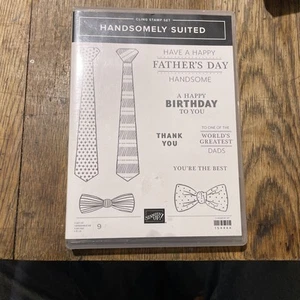 CLING STAMP SET
HANDSOMELY SUITED
HAVE A HAPPY
FATHER'S DAY
HANDSOME
A HAPPY
BIRTHDAY
TO YOU
THANK
YOU
TO ONE OF THE
WORLD'S
GREATEST
DADS
YOU'RE THE BEST
9